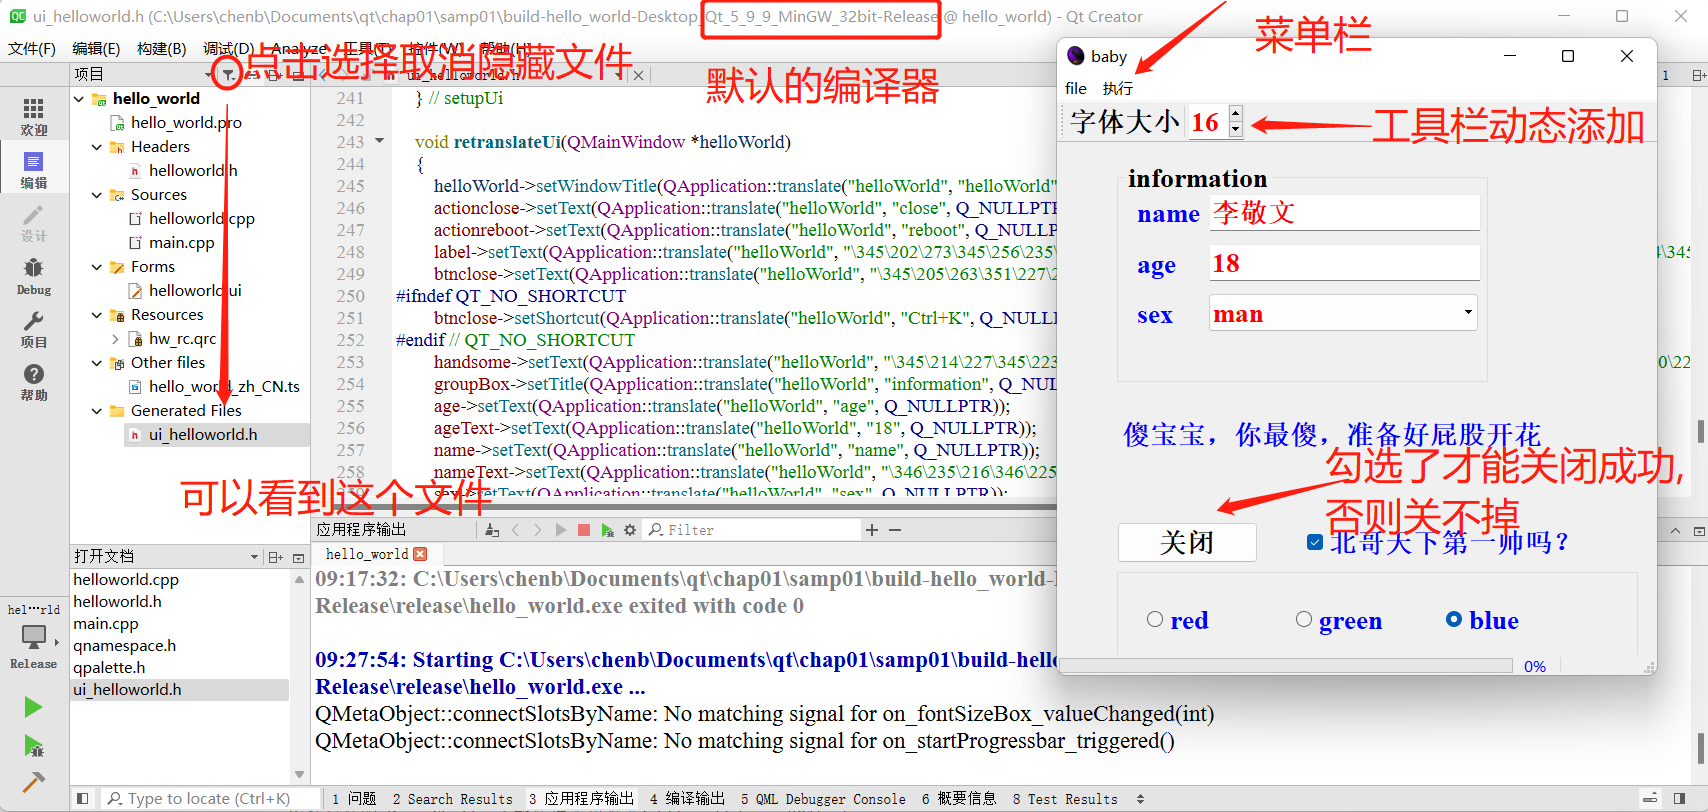 ui_helloworld.h (C:\Users\chenb\Documents\qt\chap01\samp01\build-hello_world-Desktop_Qt_5_9_9_MinGW_32bit-Release @ hello_world) - Qt Creator
文件(F) 编辑(E) 构建(B) 调试(D) Analyze 工具(T) 控件(W) 帮助(H)
点击选择取消隐藏文件
默认的编译器
菜单栏
项目
ui_helloworld.h
欢迎
编辑
设计
Debug
项目
帮助
hello_world
hello_world.pro
Headers
helloworld.h
Sources
helloworld.cpp
main.cpp
Forms
helloworld.ui
Resources
hw_rc.qrc
Other files
hello_world_zh_CN.ts
Generated Files
ui_helloworld.h
可以看到这个文件
241 } // setupUi
242
243 void retranslateUi(QMainWindow *helloWorld)
244 {
245 helloWorld->setWindowTitle(QApplication::translate("helloWorld", "helloWorld"
246 actionclose->setText(QApplication::translate("helloWorld", "close", Q_NULLPTR
247 actionreboot->setText(QApplication::translate("helloWorld", "reboot", Q_NULL
248 label->setText(QApplication::translate("helloWorld", "\345\202\273\345\256\235\
249 btnclose->setText(QApplication::translate("helloWorld", "\345\205\263\351\227\2
250 #ifndef QT_NO_SHORTCUT
251 btnclose->setShortcut(QApplication::translate("helloWorld", "Ctrl+K", Q_NULL
252 #endif // QT_NO_SHORTCUT
253 handsome->setText(QApplication::translate("helloWorld", "\345\214\227\345\223
254 groupBox->setTitle(QApplication::translate("helloWorld", "information", Q_NUL
255 age->setText(QApplication::translate("helloWorld", "age", Q_NULLPTR));
256 ageText->setText(QApplication::translate("helloWorld", "18", Q_NULLPTR));
257 name->setText(QApplication::translate("helloWorld", "name", Q_NULLPTR));
258 nameText->setText(QApplication::translate("helloWorld", "\346\235\216\346\225
259 sex->setText(QApplication::translate("helloWorld", "sex", Q_NULLPTR));
1
baby
file 执行
字体大小 16
工具栏动态添加
information
name 李敬文
age 18
sex man
傻宝宝，你最傻，准备好屁股开花
勾选了才能关闭成功,
否则关不掉
关闭
北哥天下第一帅吗？
red green blue
0%
打开文档
helloworld.cpp
helloworld.h
main.cpp
qnamespace.h
qpalette.h
ui_helloworld.h
hel···rld
Release
应用程序输出
Filter
hello_world
09:17:32: C:\Users\chenb\Documents\qt\chap01\samp01\build-hello_world-
Release\release\hello_world.exe exited with code 0
09:27:54: Starting C:\Users\chenb\Documents\qt\chap01\samp01\build-hello
Release\release\hello_world.exe ...
QMetaObject::connectSlotsByName: No matching signal for on_fontSizeBox_valueChanged(int)
QMetaObject::connectSlotsByName: No matching signal for on_startProgressbar_triggered()
Type to locate (Ctrl+K)
1 问题 2 Search Results 3 应用程序输出 4 编译输出 5 QML Debugger Console 6 概要信息 8 Test Results